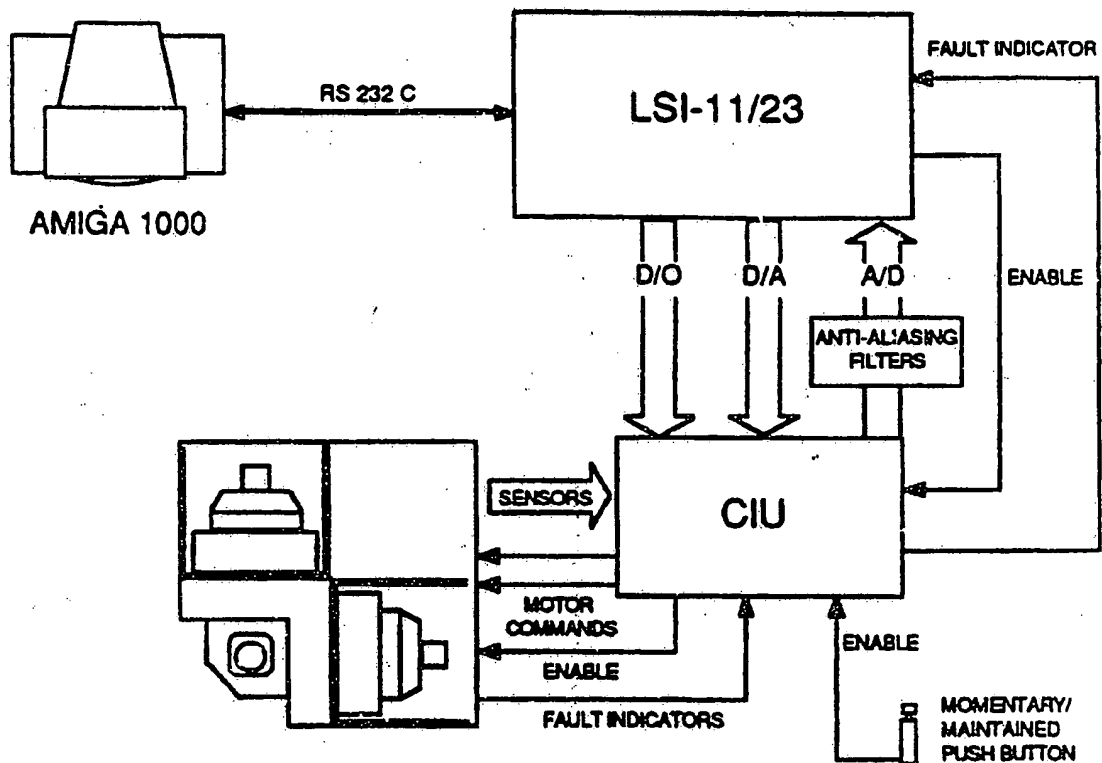 FAULT INDICATOR
RS 232 C
LSI-11/23
AMIGA 1000
D/O
D/A
A/D
ENABLE
ANTI-ALIASING
FILTERS
SENSORS
CIU
MOTOR
COMMANDS
ENABLE
ENABLE
FAULT INDICATORS
MOMENTARY/
MAINTAINED
PUSH BUTTON